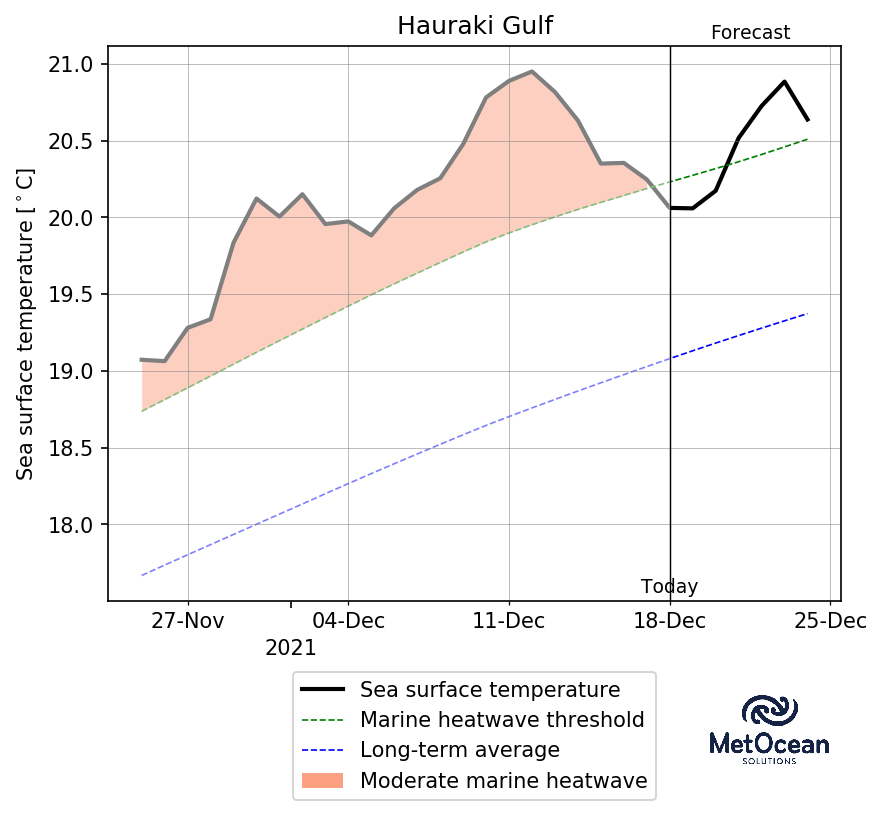 Hauraki Gulf
Forecast
Sea surface temperature [°C]
21.0
20.5
20.0
19.5
19.0
18.5
18.0
Today
27-Nov 04-Dec 11-Dec 18-Dec 25-Dec
2021
Sea surface temperature
Marine heatwave threshold
Long-term average
Moderate marine heatwave
MetOcean
SOLUTIONS